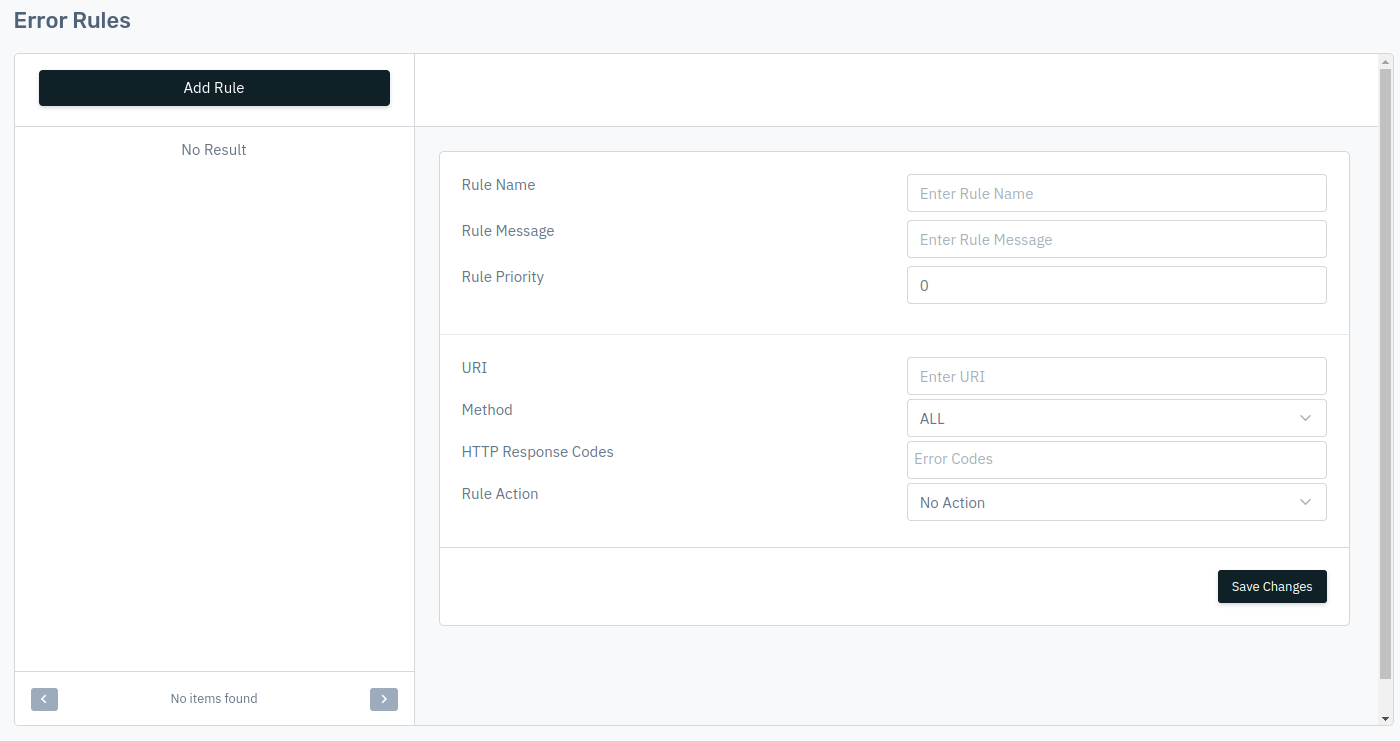 Error Rules
Add Rule
No Result
No items found
Rule Name
Enter Rule Name
Rule Message
Enter Rule Message
Rule Priority
0
URI
Enter URI
Method
ALL
HTTP Response Codes
Error Codes
Rule Action
No Action
Save Changes